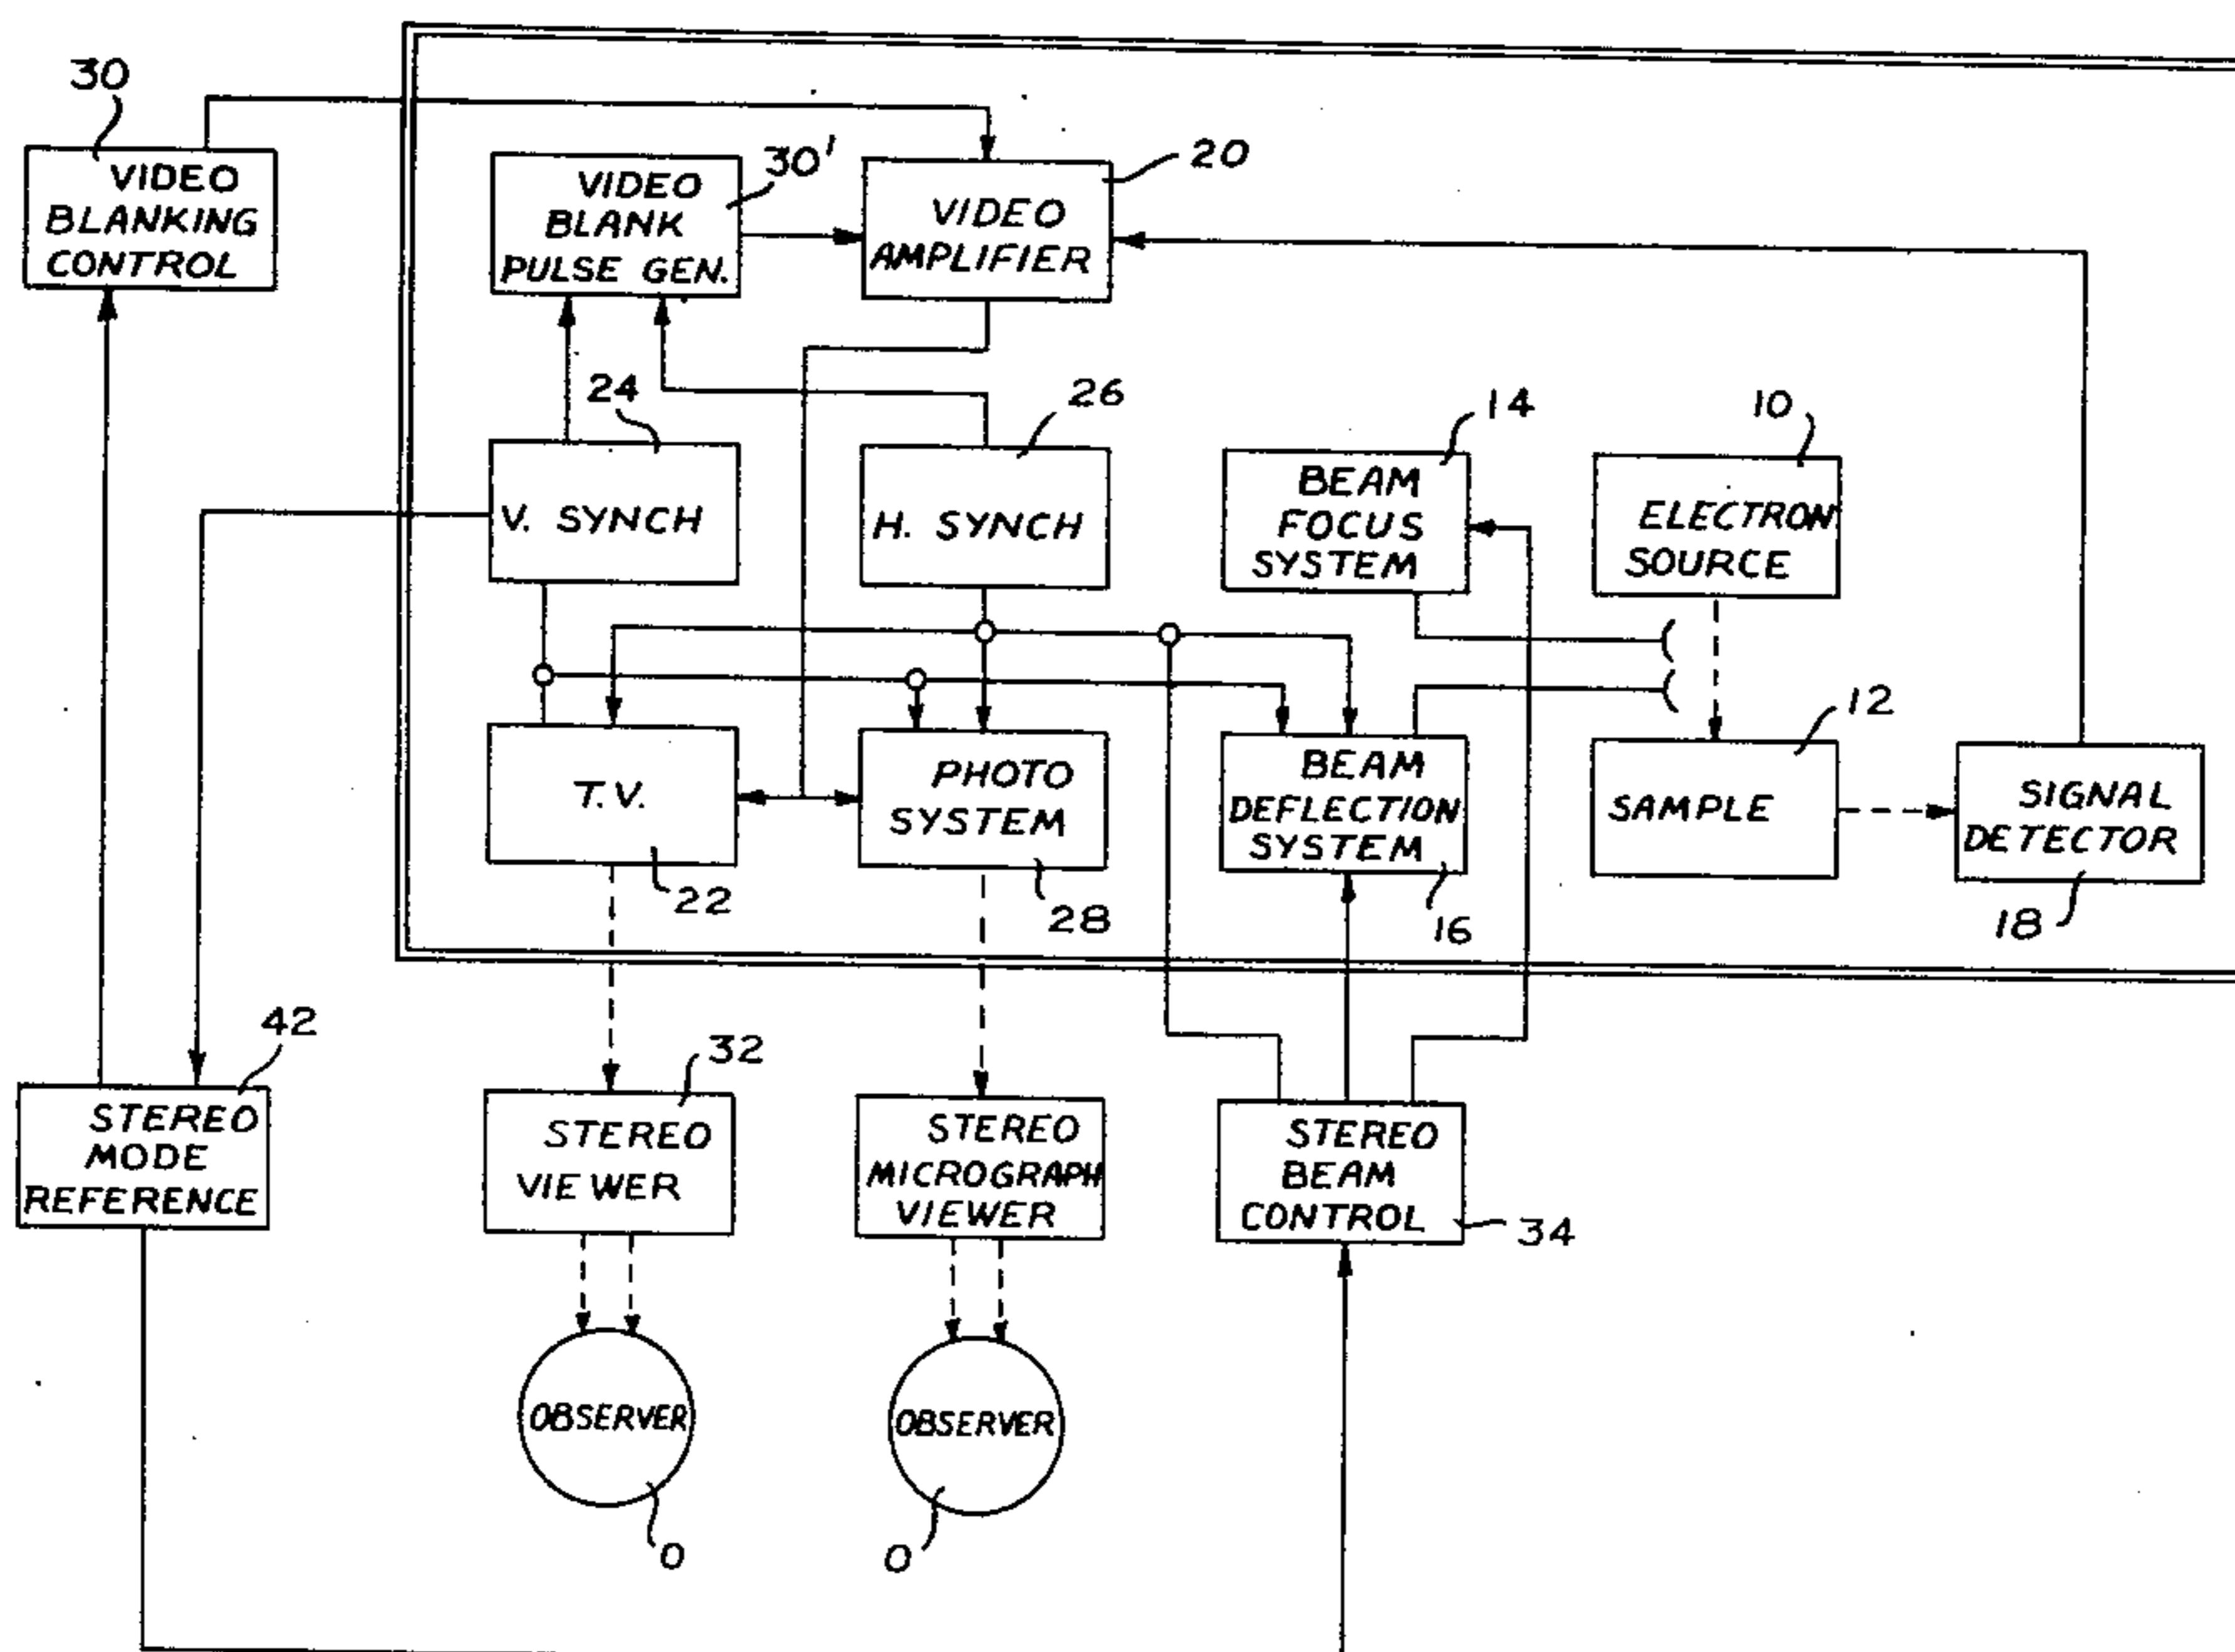 30
VIDEO
BLANKING
CONTROL
VIDEO
BLANK
PULSE GEN.
30'
VIDEO
AMPLIFIER
20
24
V. SYNCH
26
H. SYNCH
14
BEAM
FOCUS
SYSTEM
10
ELECTRON
SOURCE
T.V.
22
PHOTO
SYSTEM
28
BEAM
DEFLECTION
SYSTEM
16
12
SAMPLE
SIGNAL
DETECTOR
18
42
STEREO
MODE
REFERENCE
32
STEREO
VIEWER
STEREO
MICROGRAPH
VIEWER
STEREO
BEAM
CONTROL
34
OBSERVER
O
OBSERVER
O